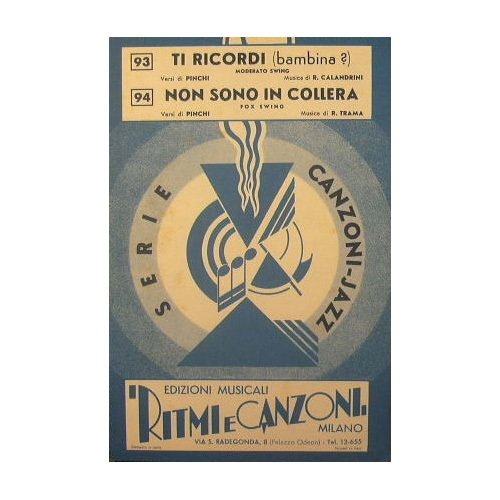 93 TI RICORDI (bambina ?)
MODERATO SWING
Versi di PINCHI Musica di R. CALANDRINI
94 NON SONO IN COLLERA
FOX SWING
Versi di PINCHI Musica di R. TRAMA
SERIE CANZONI-JAZZ
EDIZIONI MUSICALI
"RITMI E CANZONI"
MILANO
VIA S. RADEGONDA, 8 (Palazzo Odeon) - Tel. 13-655